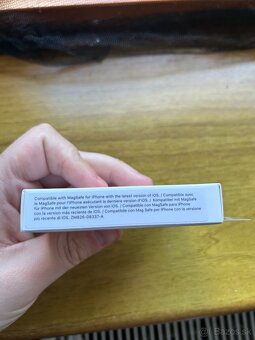 Compatible with MagSafe for iPhone with the latest version of iOS. / Compatible avec
le MagSafe pour l'iPhone exécutant la dernière version d'iOS. / Kompatibel mit MagSafe
für iPhone mit der neuesten Version von iOS. / Compatible con MagSafe para iPhone
con la versión más reciente de iOS. / Compatibile con MagSafe per iPhone con la versione
più recente di iOS. ZM826-08337-A
bazos.sk